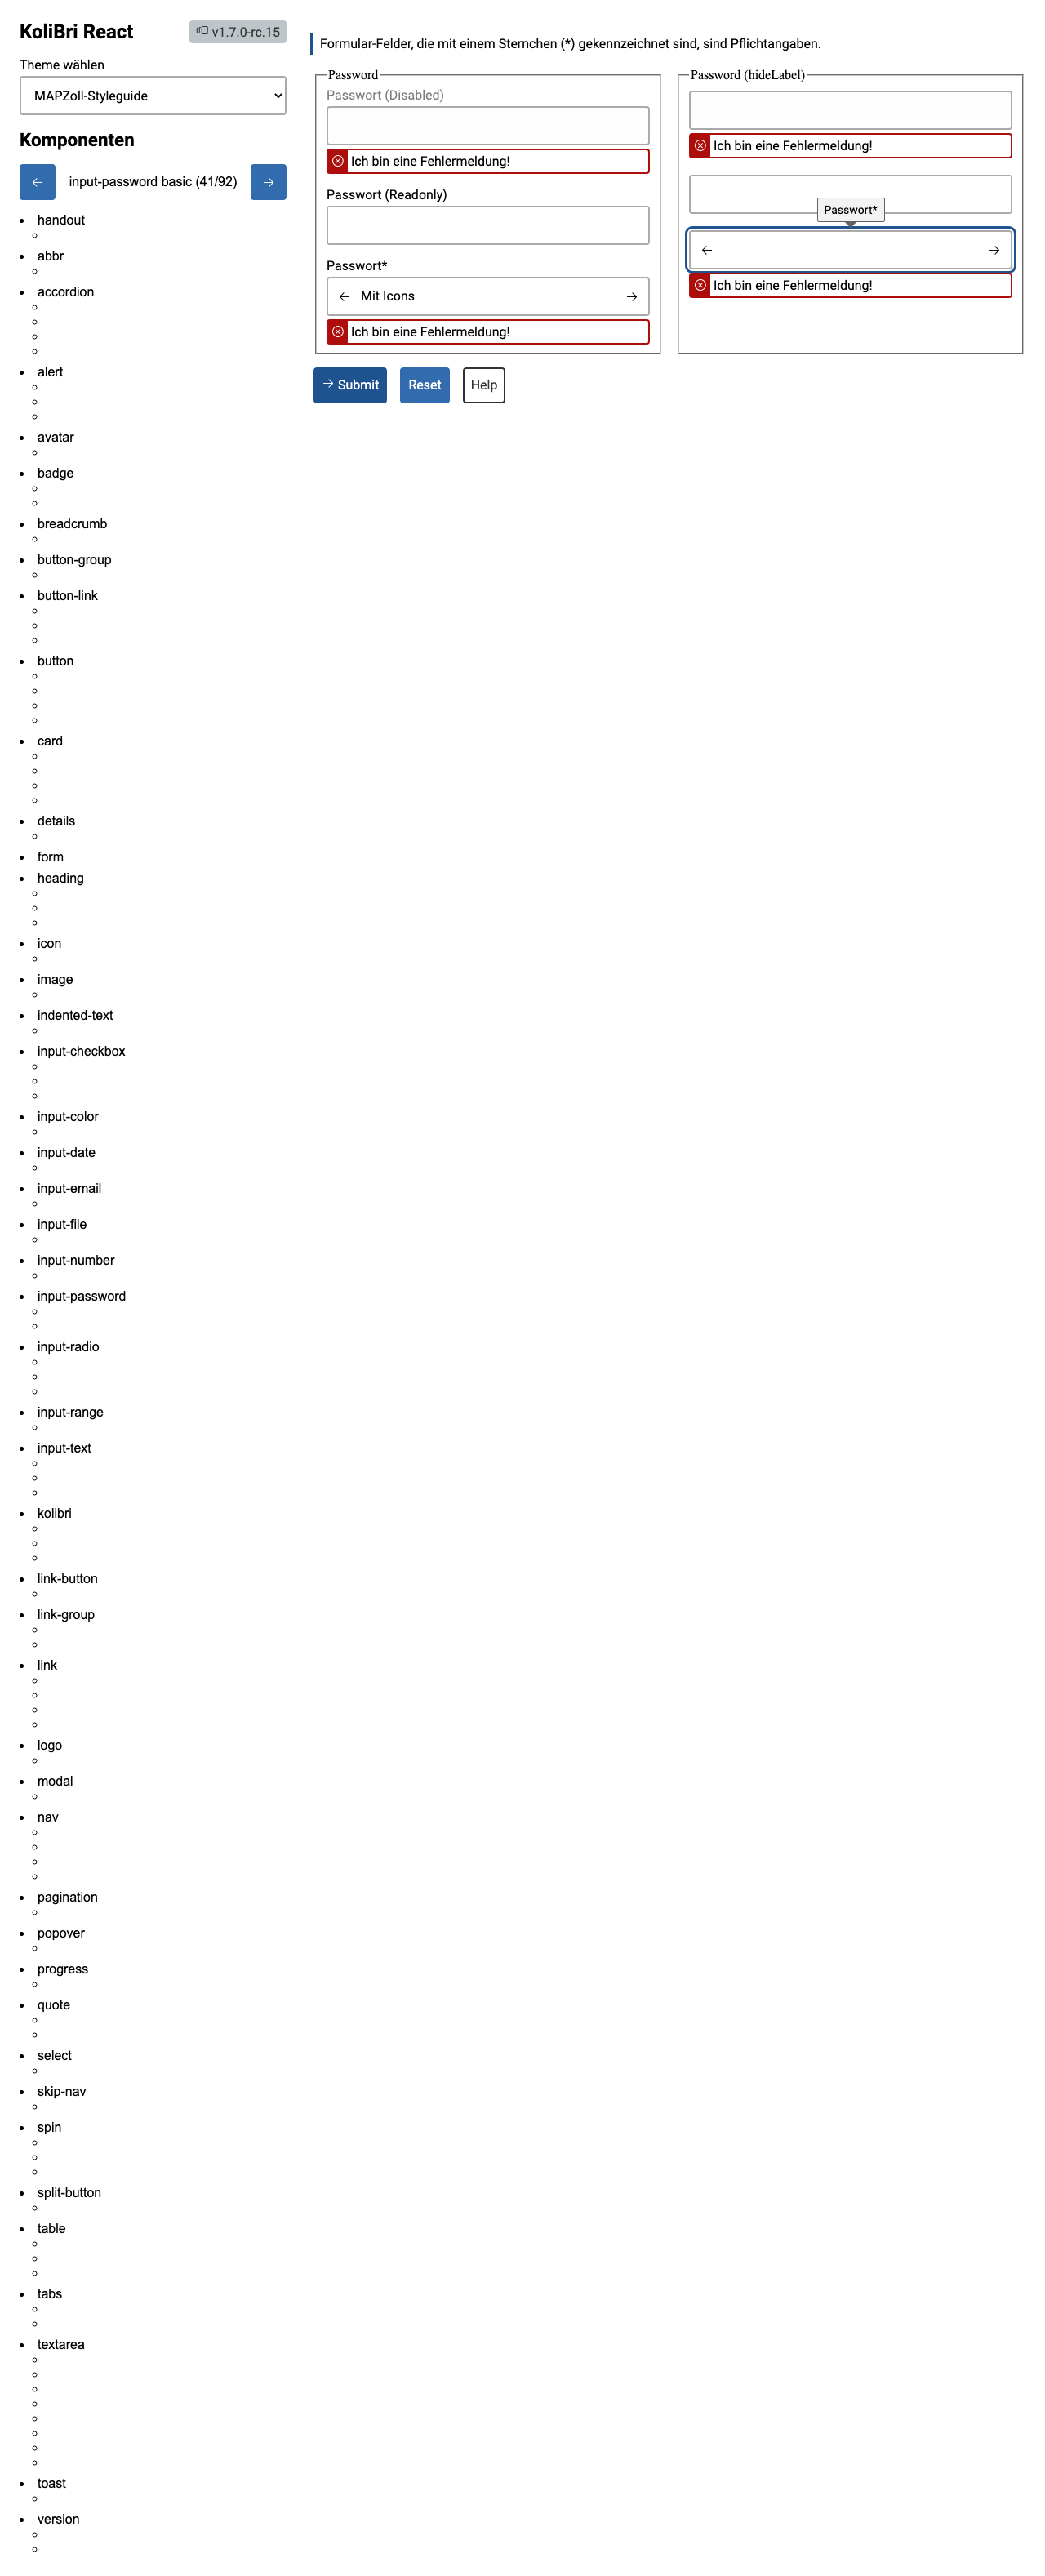 KoliBri React
v1.7.0-rc.15
Theme wählen
MAPZoll-Styleguide
Komponenten
input-password basic (41/92)
handout
abbr
accordion
alert
avatar
badge
breadcrumb
button-group
button-link
button
card
details
form
heading
icon
image
indented-text
input-checkbox
input-color
input-date
input-email
input-file
input-number
input-password
input-radio
input-range
input-text
kolibri
link-button
link-group
link
logo
modal
nav
pagination
popover
progress
quote
select
skip-nav
spin
split-button
table
tabs
textarea
toast
version
Formular-Felder, die mit einem Sternchen (*) gekennzeichnet sind, sind Pflichtangaben.
Password
Passwort (Disabled)
Ich bin eine Fehlermeldung!
Passwort (Readonly)
Passwort*
Mit Icons
Ich bin eine Fehlermeldung!
Password (hideLabel)
Ich bin eine Fehlermeldung!
Passwort*
Ich bin eine Fehlermeldung!
Submit
Reset
Help